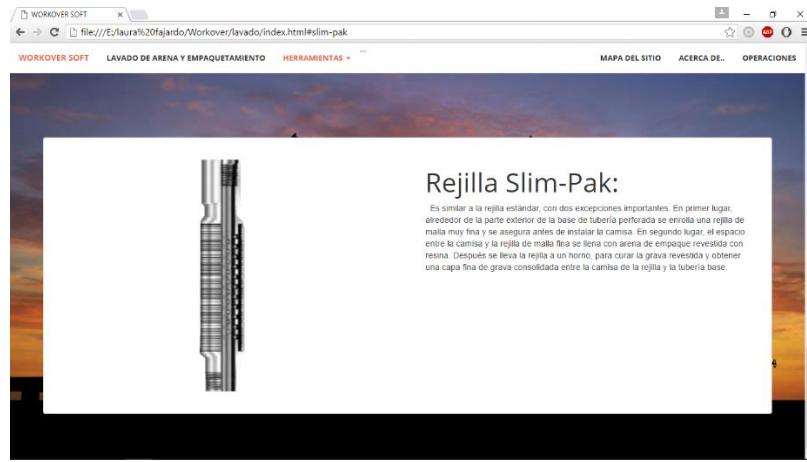 WORKOVER SOFT
file:///E:/laura%20fajardo/Workover/lavado/index.html#slim-pak
WORKOVER SOFT LAVADO DE ARENA Y EMPAQUETAMIENTO HERRAMIENTAS MAPA DEL SITIO ACERCA DE.. OPERACIONES
Rejilla Slim-Pak:
Es similar a la rejilla estándar, con dos excepciones importantes. En primer lugar,
alrededor de la parte exterior de la base de tubería perforada se enrolla una rejilla de
malla muy fina y se asegura antes de instalar la camisa. En segundo lugar, el espacio
entre la camisa y la rejilla de malla fina se llena con arena de empaque revestida con
resina. Después se lleva la rejilla a un horno, para curar la grava revestida y obtener
una capa fina de grava consolidada entre la camisa de la rejilla y la tubería base.